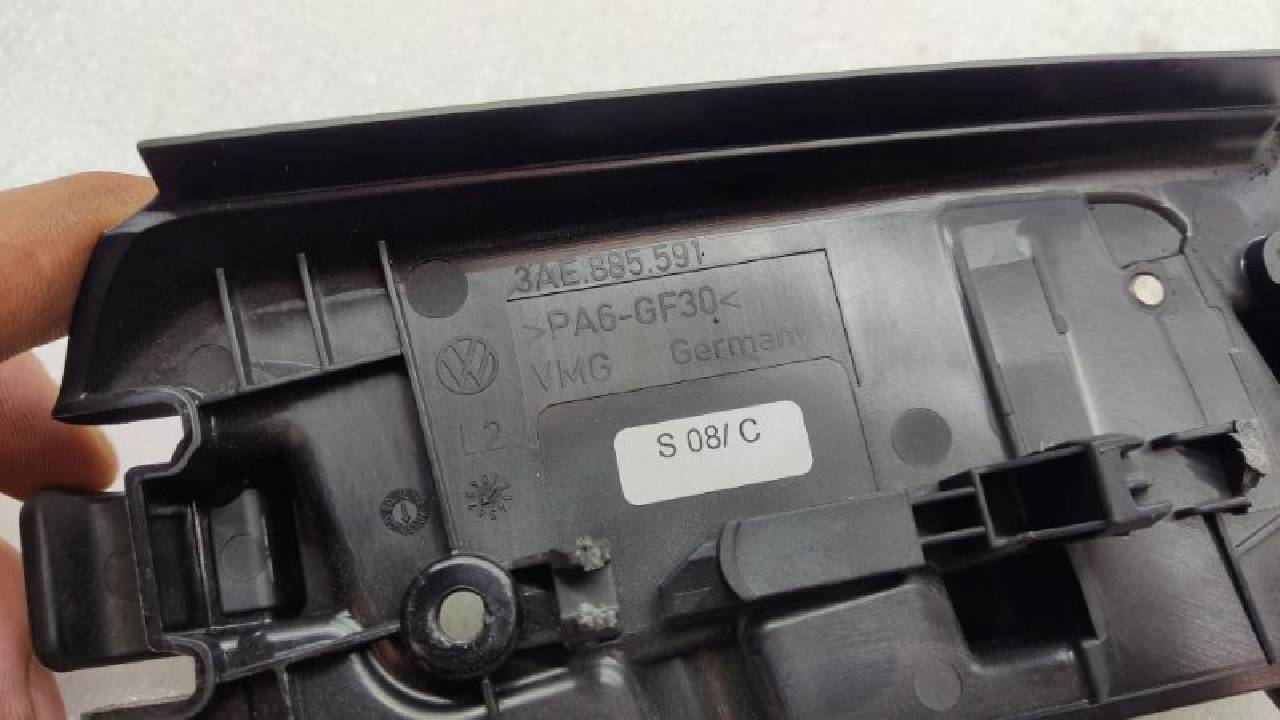 3AE.885.591
>PA6-GF30<
VMG Germany
L2
S 08/ C